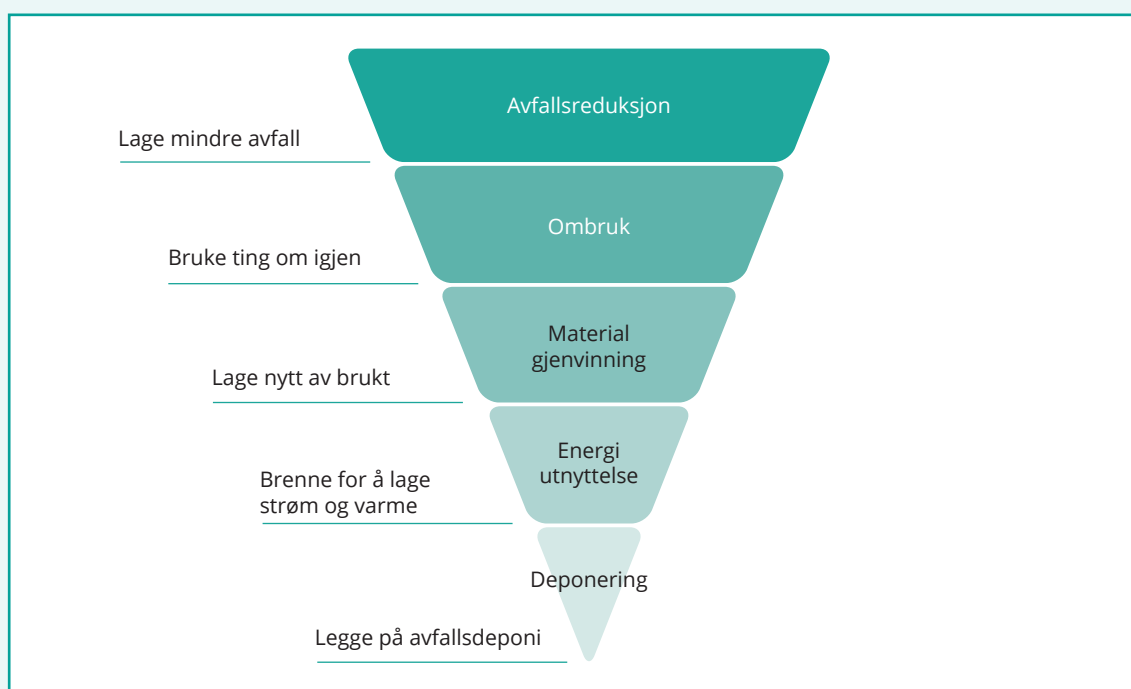 Avfallsreduksjon
Lage mindre avfall
Ombruk
Bruke ting om igjen
Material
gjenvinning
Lage nytt av brukt
Energi
utnyttelse
Brenne for å lage
strøm og varme
Deponering
Legge på avfallsdeponi